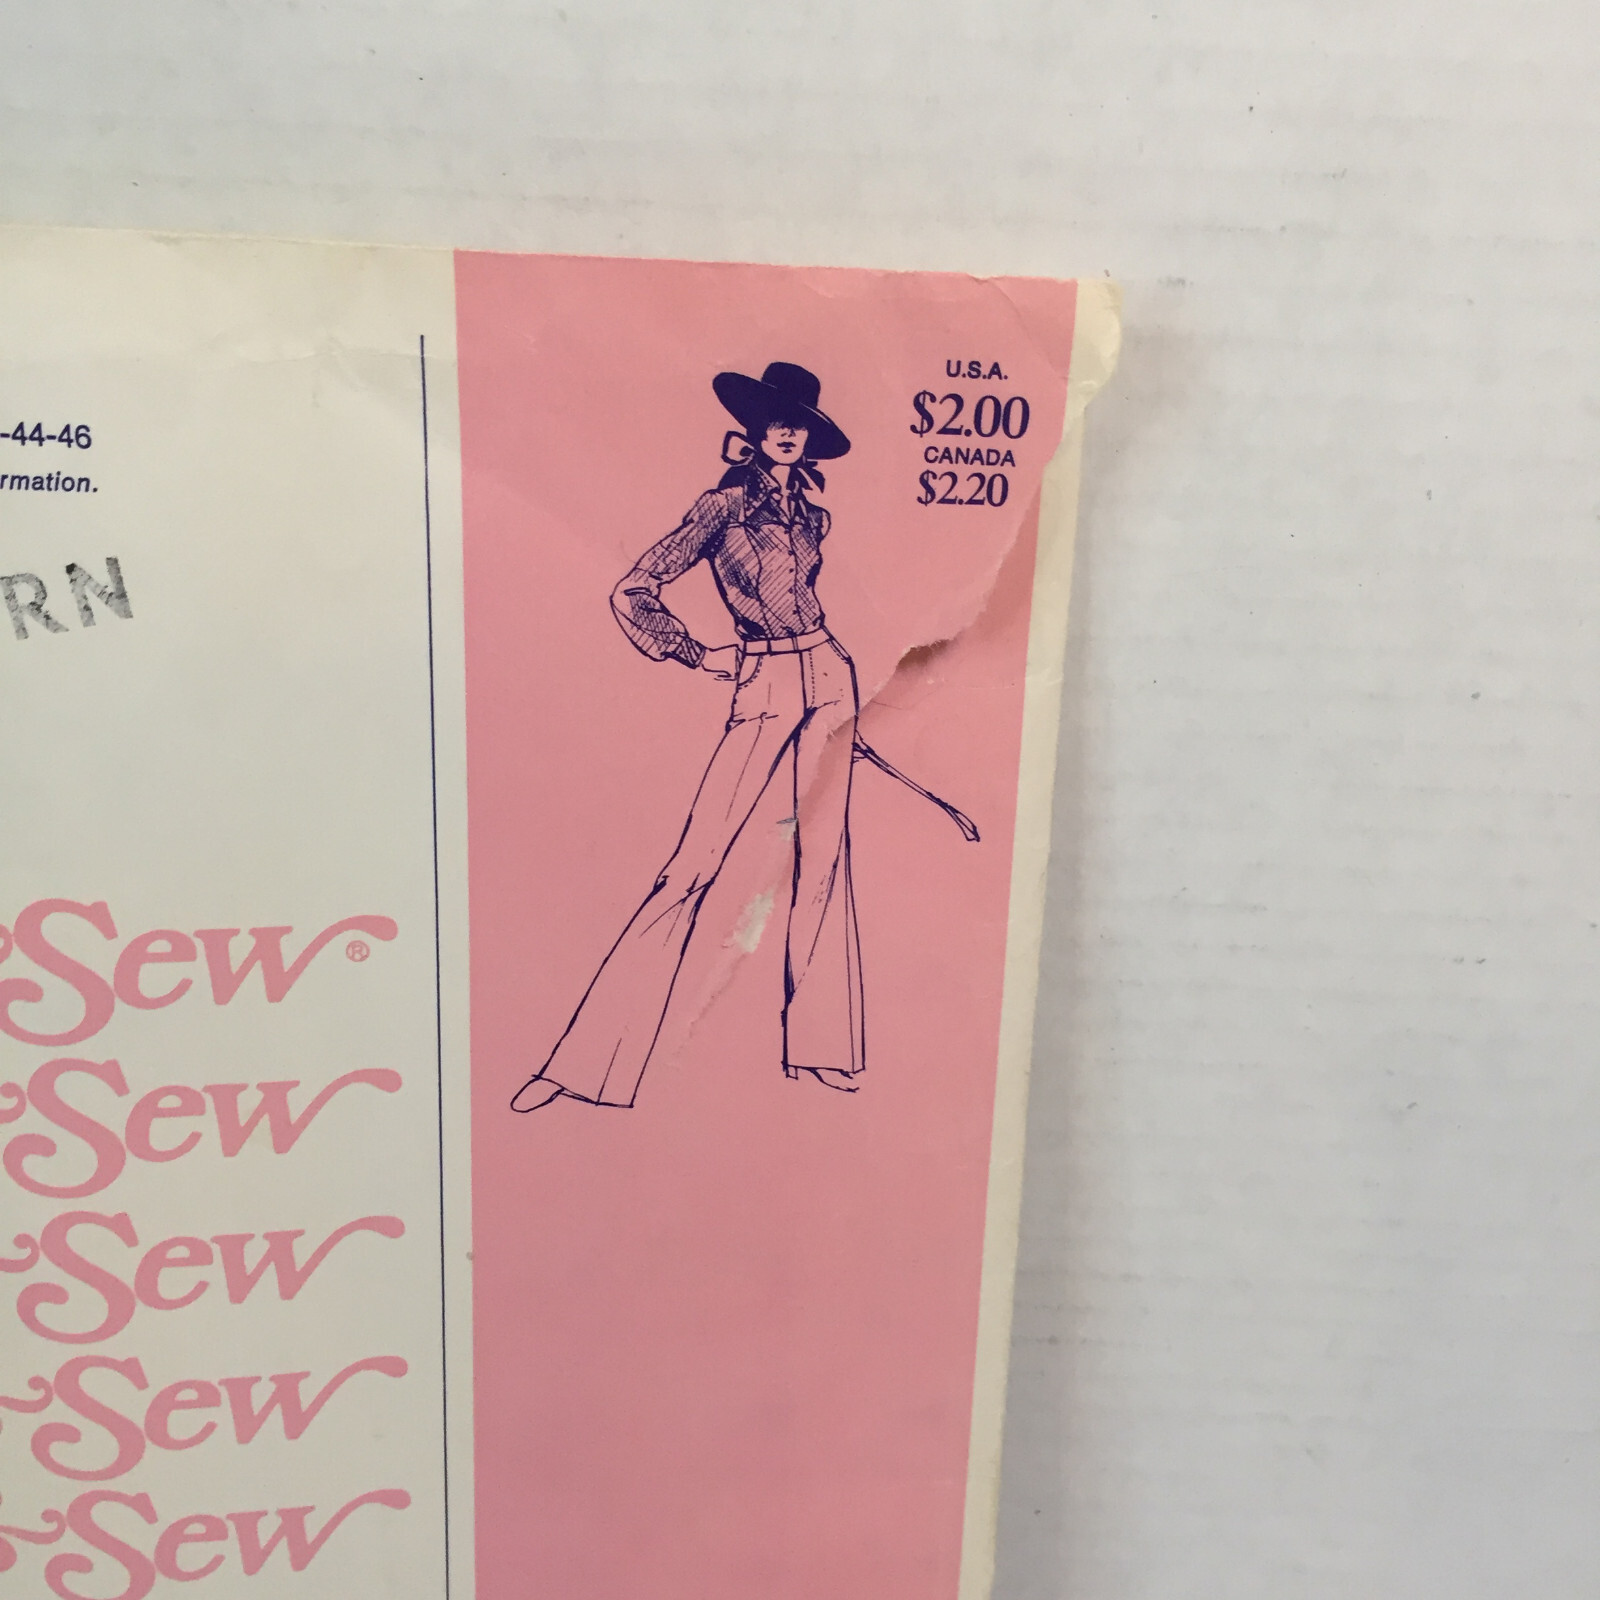 -44-46
rmation.
RN
U.S.A.
$2.00
CANADA
$2.20
Sew®
Sew
Sew
Sew
Sew